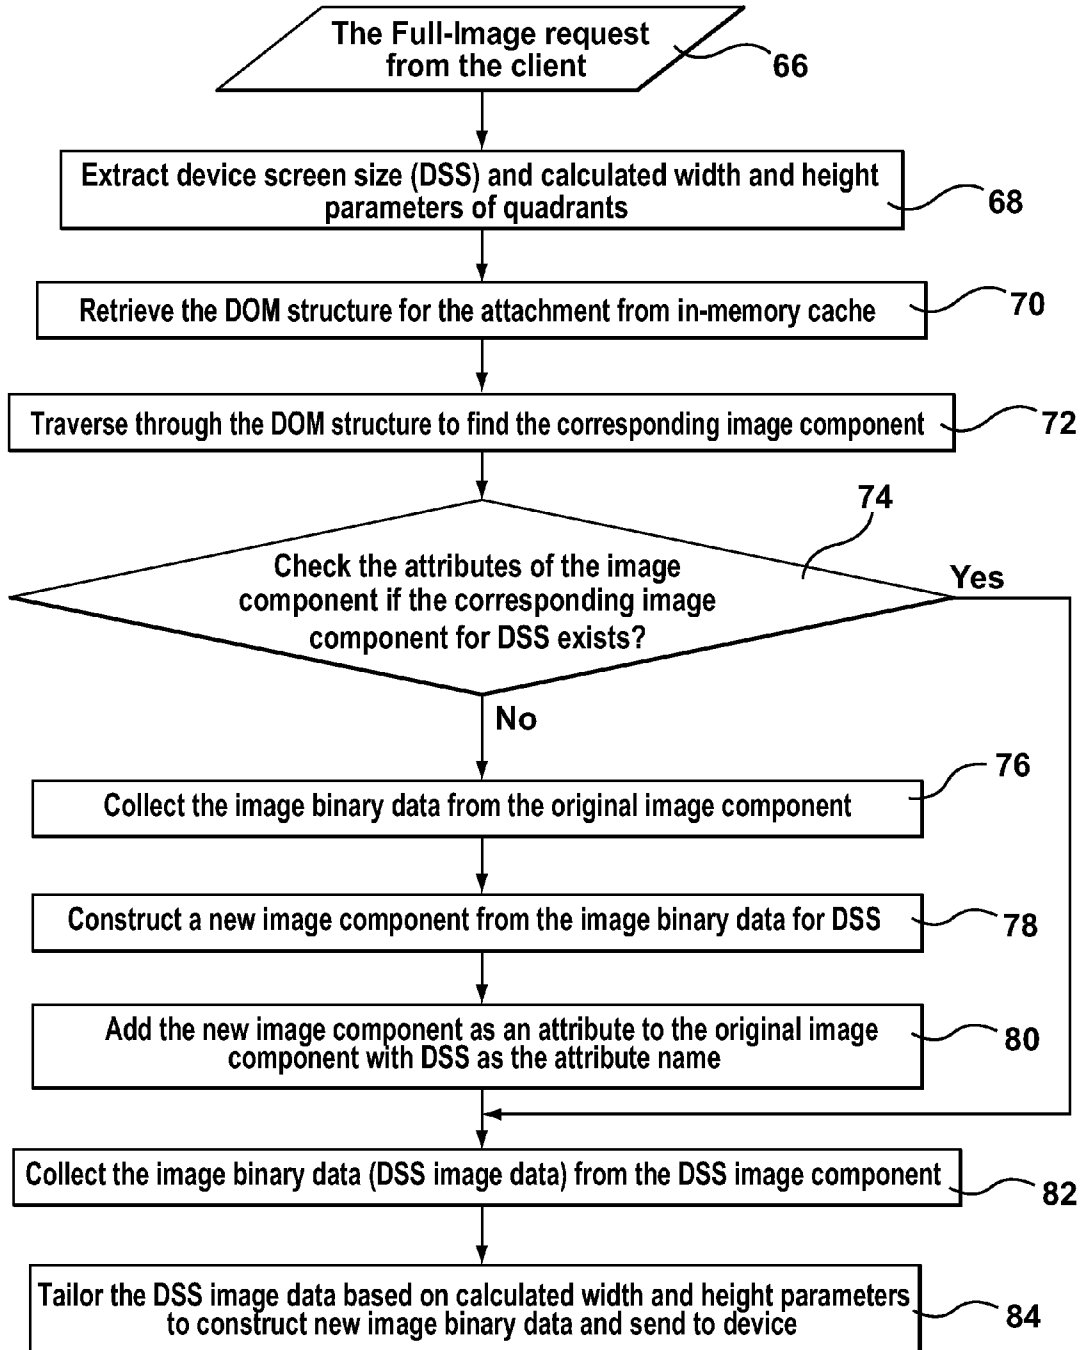 The Full-Image request
from the client
66
Extract device screen size (DSS) and calculated width and height
parameters of quadrants
68
Retrieve the DOM structure for the attachment from in-memory cache
70
Traverse through the DOM structure to find the corresponding image component
72
74
Check the attributes of the image
component if the corresponding image
component for DSS exists?
Yes
No
Collect the image binary data from the original image component
76
Construct a new image component from the image binary data for DSS
78
Add the new image component as an attribute to the original image
component with DSS as the attribute name
80
Collect the image binary data (DSS image data) from the DSS image component
82
Tailor the DSS image data based on calculated width and height parameters
to construct new image binary data and send to device
84